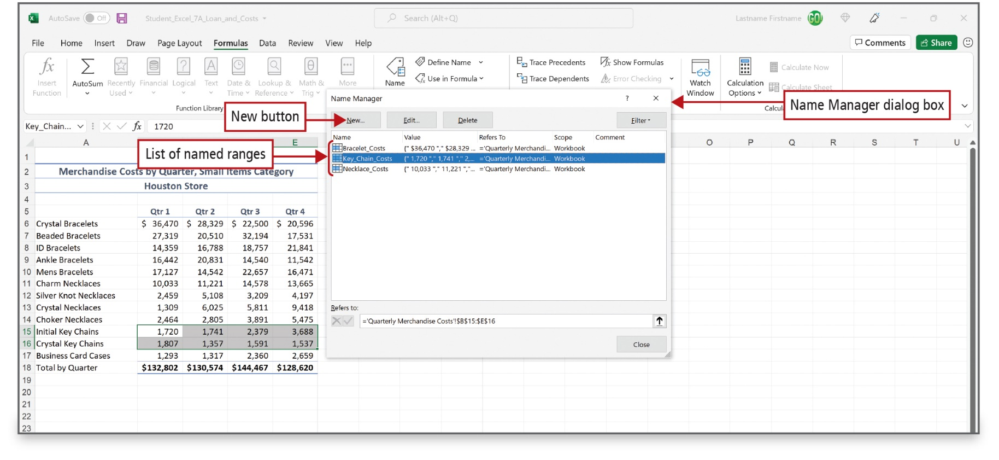 AutoSave Off Student_Excel_7A_Loan_and_Costs Search (Alt+Q) Lastname Firstname GO!
File Home Insert Draw Page Layout Formulas Data Review View Help Comments Share
fx Insert Function
AutoSum
Recently Used
Financial
Logical
Text
Date & Time
Lookup & Reference
Math & Trig
More
Function Library
Name
Define Name
Use in Formula
Trace Precedents
Trace Dependents
Show Formulas
Error Checking
Watch Window
Calculation Options
Calculate Now
Calculate Sheet
Calcul
Name Manager dialog box
New button
List of named ranges
Key_Chain... fx 1720
Name Manager ? ×
New... Edit... Delete Filter
Name Value Refers To Scope Comment
Bracelet_Costs {" $36,470 "," $28,329 ... ='Quarterly Merchandi... Workbook
Key_Chain_Costs {" 1,720 "," 1,741 "," 2,... ='Quarterly Merchandi... Workbook
Necklace_Costs {" 10,033 "," 11,221 ","... ='Quarterly Merchandi... Workbook
Refers to:
='Quarterly Merchandise Costs'!$B$15:$E$16
Close
A E O P Q R S T U
1
2 Merchandise Costs by Quarter, Small Items Category
3 Houston Store
4
5 Qtr 1 Qtr 2 Qtr 3 Qtr 4
6 Crystal Bracelets $ 36,470 $ 28,329 $ 22,500 $ 20,596
7 Beaded Bracelets 27,319 20,510 32,194 17,531
8 ID Bracelets 14,359 16,788 18,757 21,841
9 Ankle Bracelets 16,442 20,831 14,540 11,542
10 Mens Bracelets 17,127 14,542 22,657 16,471
11 Charm Necklaces 10,033 11,221 14,578 13,665
12 Silver Knot Necklaces 2,459 5,108 3,209 4,197
13 Crystal Necklaces 1,309 6,025 5,811 9,418
14 Choker Necklaces 2,464 2,805 3,891 5,475
15 Initial Key Chains 1,720 1,741 2,379 3,688
16 Crystal Key Chains 1,807 1,357 1,591 1,537
17 Business Card Cases 1,293 1,317 2,360 2,659
18 Total by Quarter $132,802 $130,574 $144,467 $128,620
19
20
21
22
23